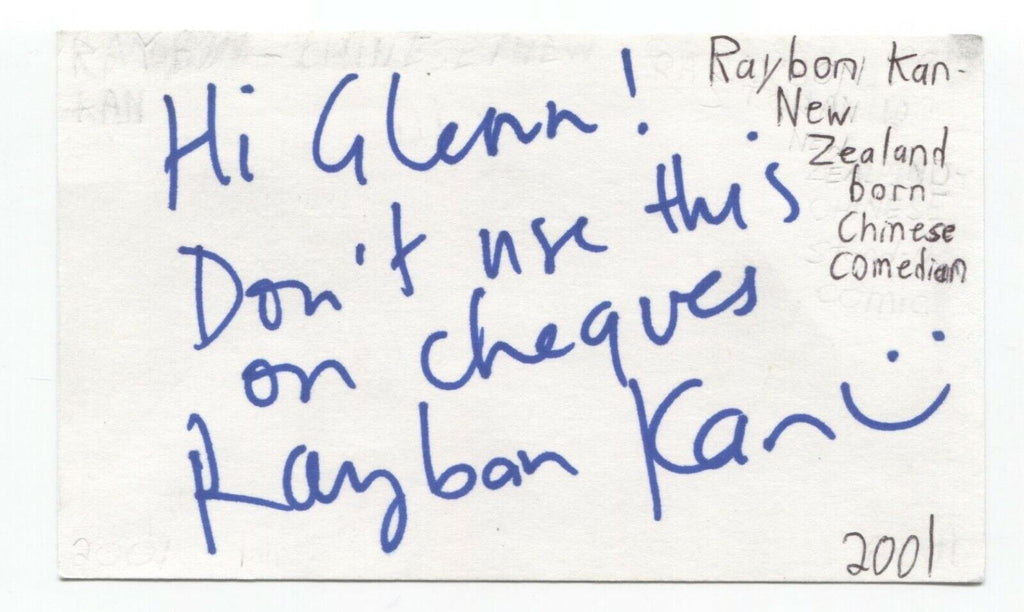 Hi Glenn!
Don't use this
on cheques
Raybon Kan
Raybon Kan-
New
Zealand
born
Chinese
Comedian
2001